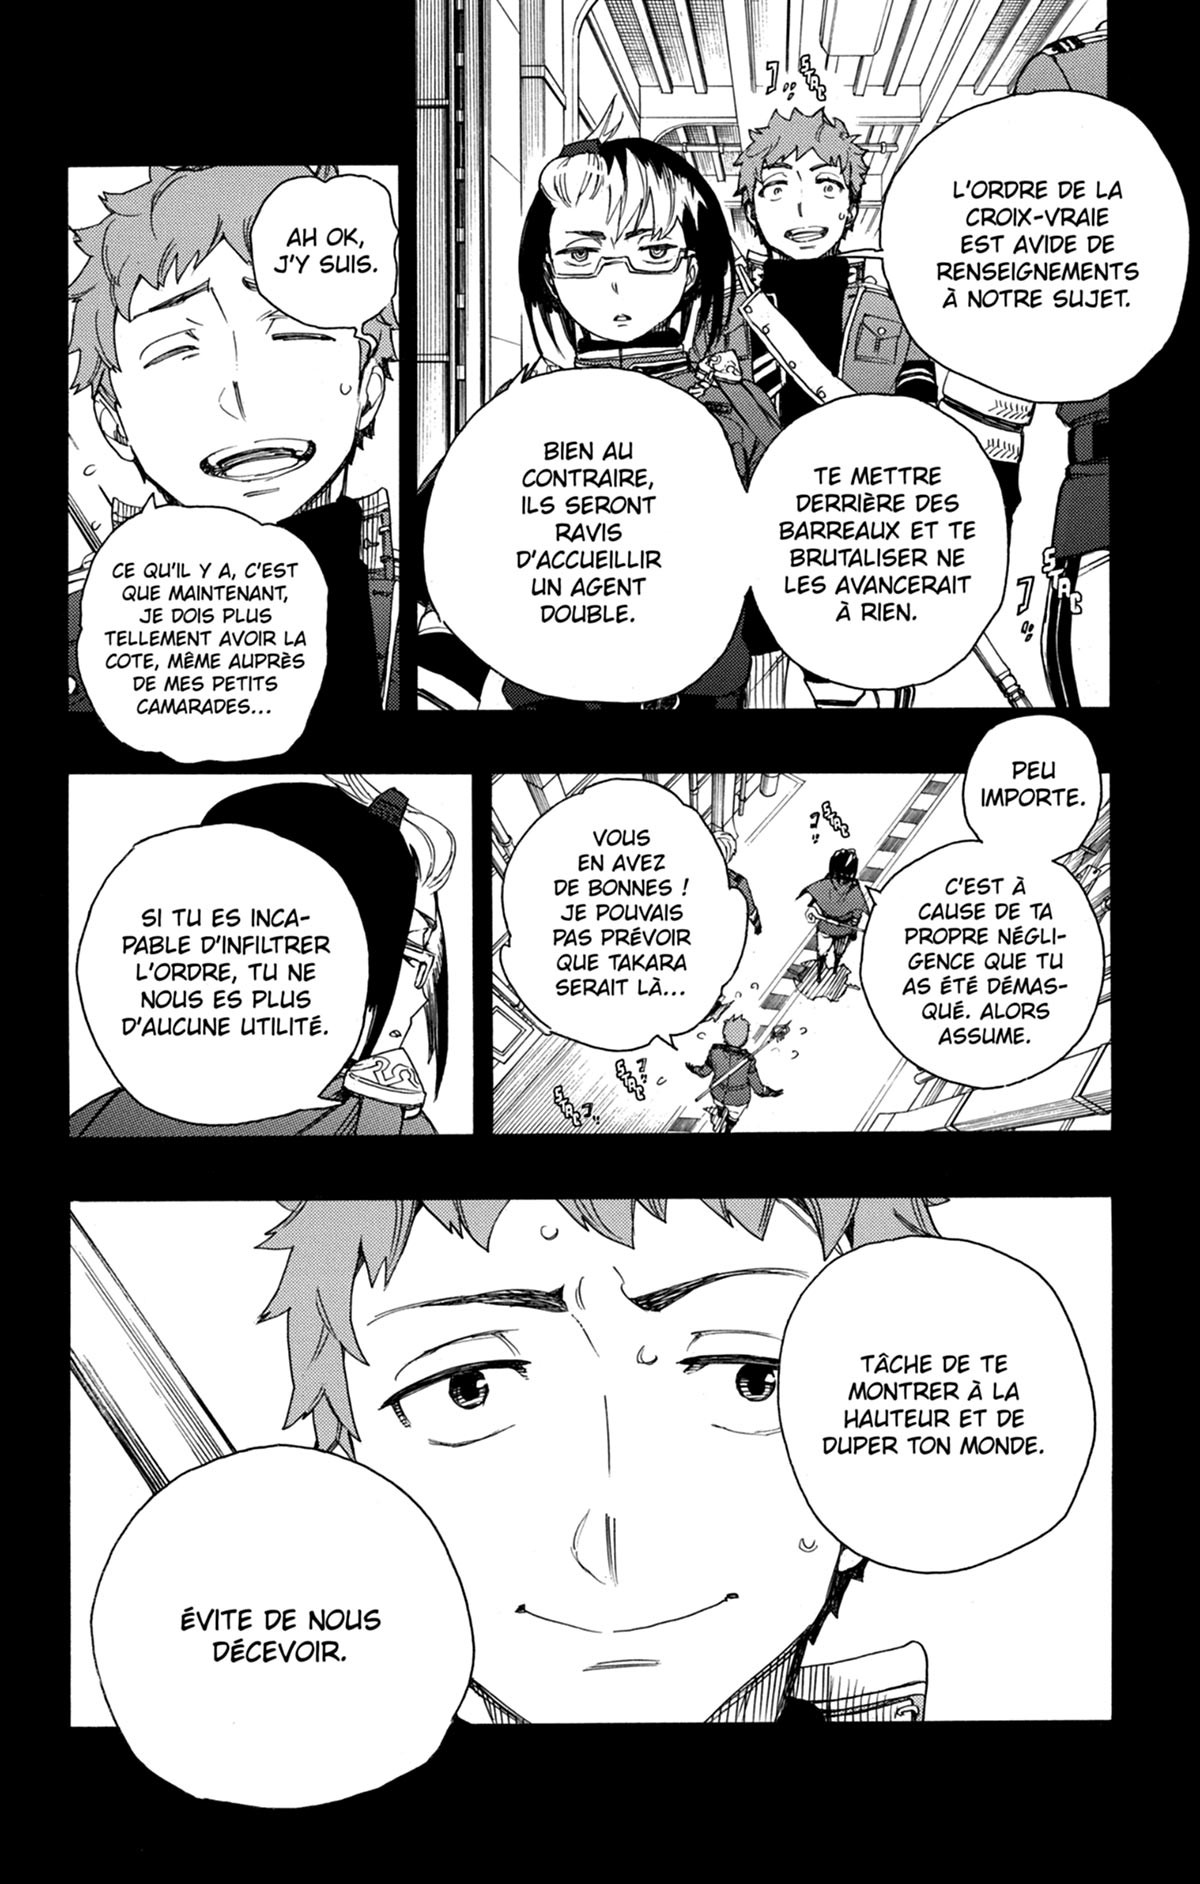 L'ORDRE DE LA
CROIX-VRAIE
EST AVIDE DE
RENSEIGNEMENTS
À NOTRE SUJET.
TE METTRE
DERRIÈRE DES
BARREAUX ET TE
BRUTALISER NE
LES AVANCERAIT
À RIEN.
BIEN AU
CONTRAIRE,
ILS SERONT
RAVIS
D'ACCUEILLIR
UN AGENT
DOUBLE.
STAC
STAC
AH OK,
J'Y SUIS.
CE QU'IL Y A, C'EST
QUE MAINTENANT,
JE DOIS PLUS
TELLEMENT AVOIR LA
COTE, MÊME AUPRÈS
DE MES PETITS
CAMARADES...
PEU
IMPORTE.
C'EST À
CAUSE DE TA
PROPRE NÉGLI-
GENCE QUE TU
AS ÉTÉ DÉMAS-
QUÉ. ALORS
ASSUME.
STAC
VOUS
EN AVEZ
DE BONNES !
JE POUVAIS
PAS PRÉVOIR
QUE TAKARA
SERAIT LÀ...
STAC
STAC
SI TU ES INCA-
PABLE D'INFILTRER
L'ORDRE, TU NE
NOUS ES PLUS
D'AUCUNE UTILITÉ.
TÂCHE DE TE
MONTRER À LA
HAUTEUR ET DE
DUPER TON MONDE.
ÉVITE DE NOUS
DÉCEVOIR.